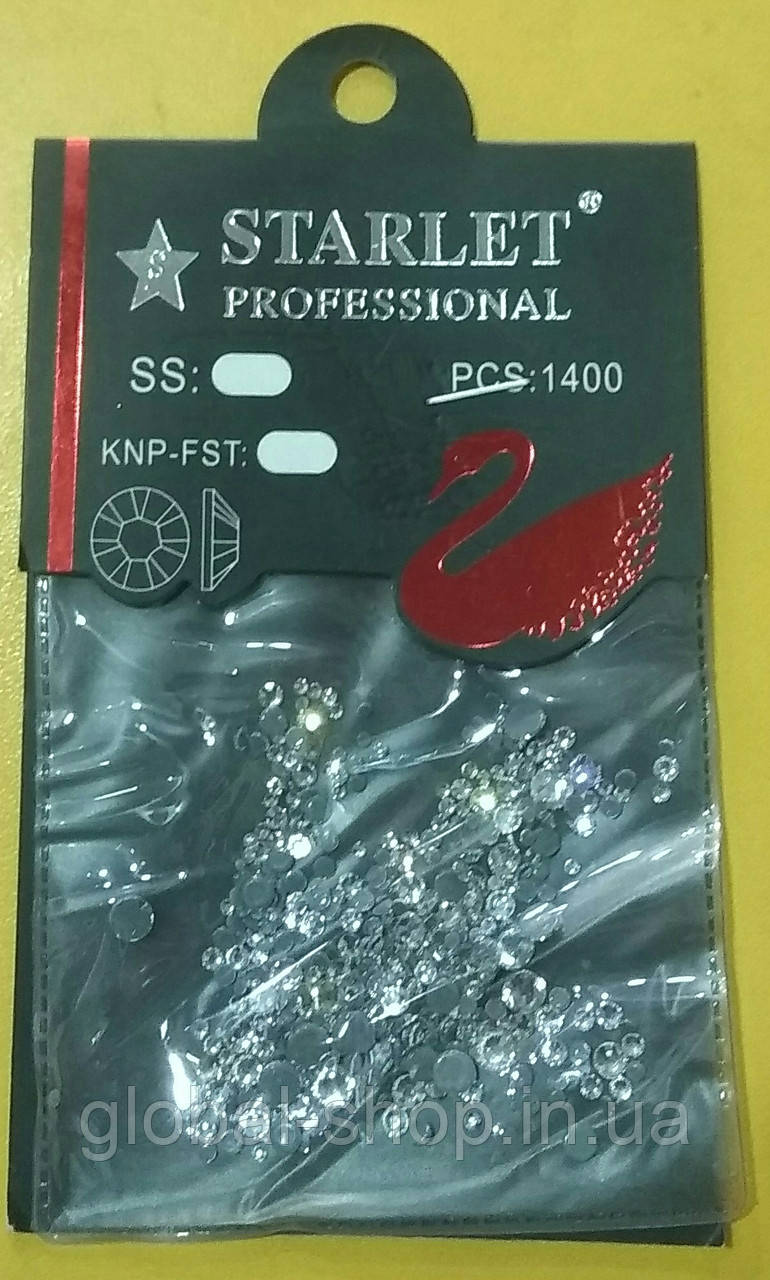 STARLET®
S
PROFESSIONAL
SS:
PCS:1400
KNP-FST:
global-shop.in.ua